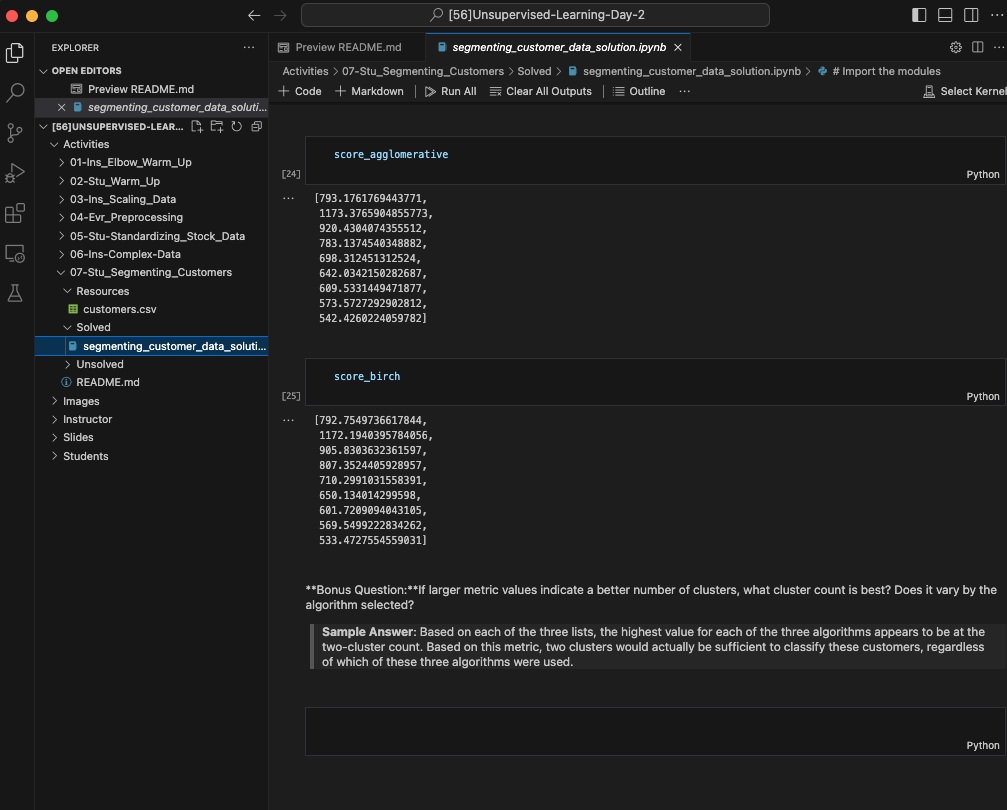 [56]Unsupervised-Learning-Day-2
EXPLORER
OPEN EDITORS
Preview README.md
segmenting_customer_data_soluti...
[56]UNSUPERVISED-LEAR...
Activities
01-Ins_Elbow_Warm_Up
02-Stu_Warm_Up
03-Ins_Scaling_Data
04-Evr_Preprocessing
05-Stu-Standardizing_Stock_Data
06-Ins-Complex-Data
07-Stu_Segmenting_Customers
Resources
customers.csv
Solved
segmenting_customer_data_soluti...
Unsolved
README.md
Images
Instructor
Slides
Students
Preview README.md
segmenting_customer_data_solution.ipynb
Activities > 07-Stu_Segmenting_Customers > Solved > segmenting_customer_data_solution.ipynb > # Import the modules
+ Code + Markdown | Run All Clear All Outputs | Outline ... Select Kernel
score_agglomerative
[24]
Python
[793.1761769443771,
1173.3765904855773,
920.4304074355512,
783.1374540348882,
698.312451312524,
642.0342150282687,
609.5331449471877,
573.5727292902812,
542.4260224059782]
score_birch
[25]
Python
[792.7549736617844,
1172.1940395784056,
905.8303632361597,
807.3524405928957,
710.2991031558391,
650.134014299598,
601.7209094043105,
569.5499222834262,
533.4727554559031]
**Bonus Question:**If larger metric values indicate a better number of clusters, what cluster count is best? Does it vary by the
algorithm selected?
Sample Answer: Based on each of the three lists, the highest value for each of the three algorithms appears to be at the
two-cluster count. Based on this metric, two clusters would actually be sufficient to classify these customers, regardless
of which of these three algorithms were used.
Python